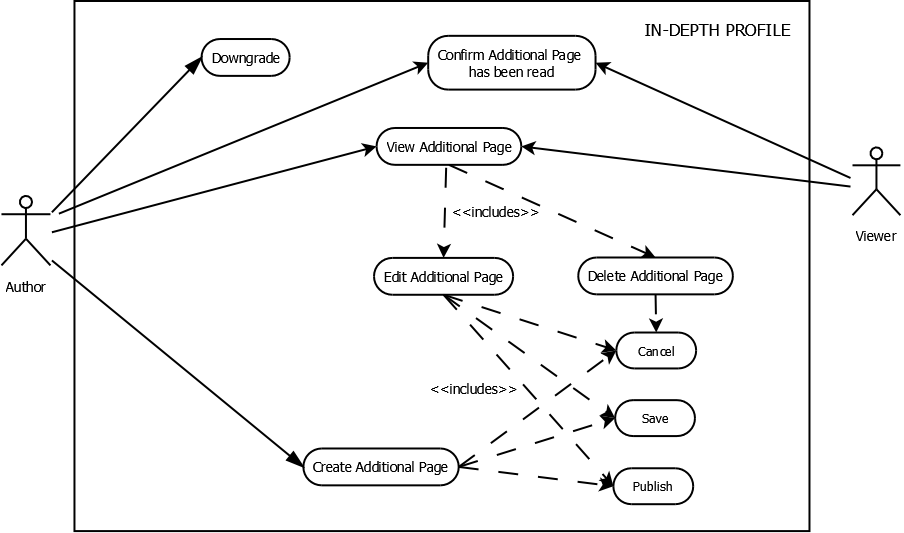 IN-DEPTH PROFILE
Downgrade
Confirm Additional Page
has been read
View Additional Page
<<includes>>
Viewer
Edit Additional Page
Delete Additional Page
Author
Cancel
<<includes>>
Save
Create Additional Page
Publish